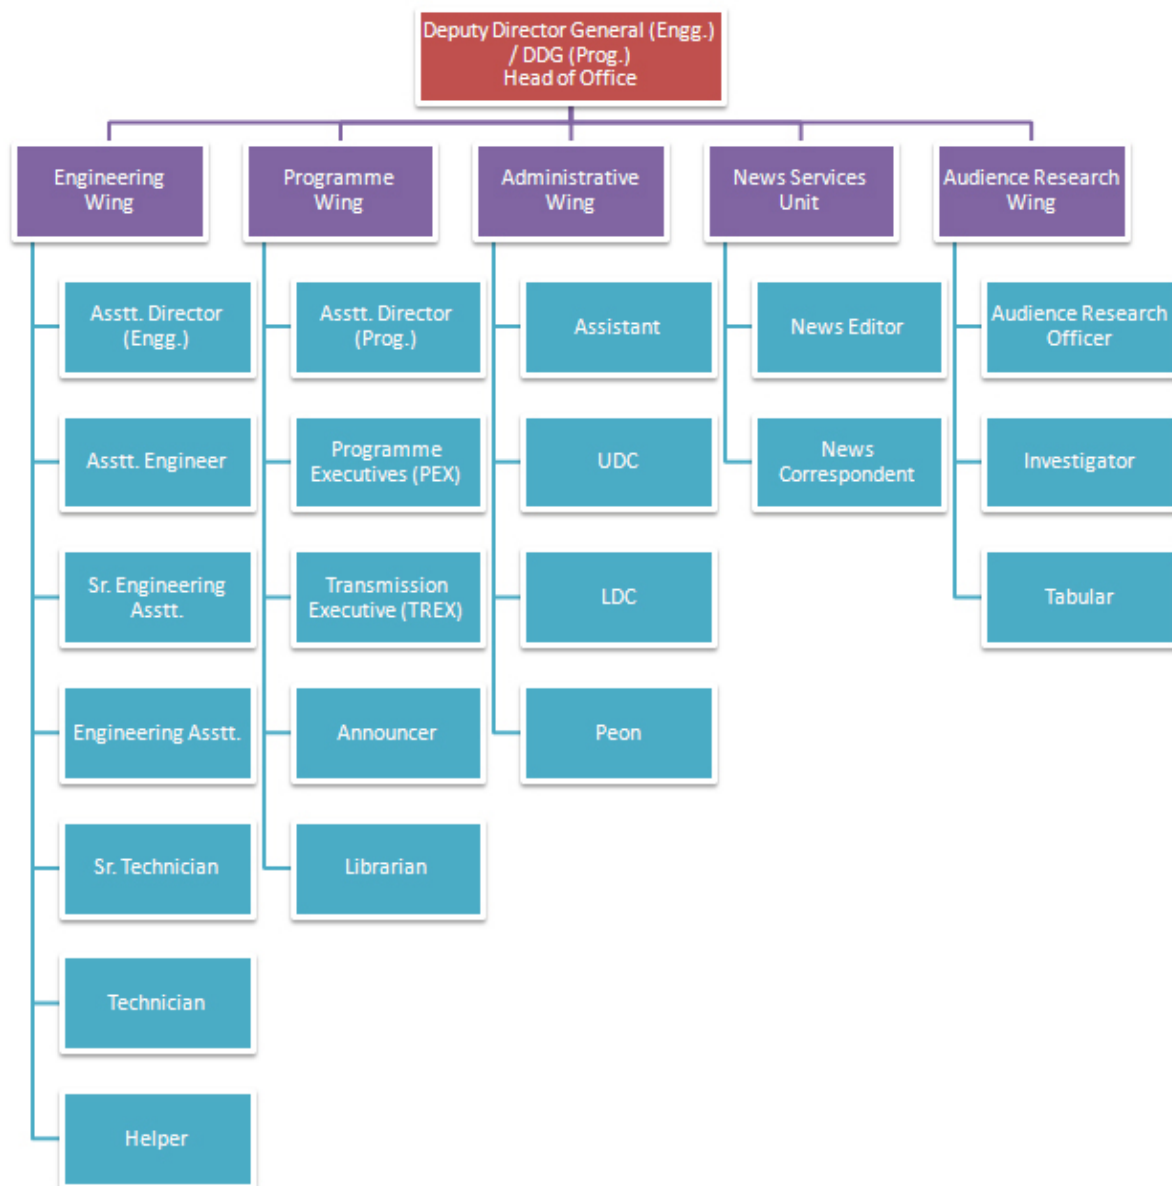 Deputy Director General (Engg.)
/ DDG (Prog.)
Head of Office
Engineering
Wing
Programme
Wing
Administrative
Wing
News Services
Unit
Audience Research
Wing
Asstt. Director
(Engg.)
Asstt. Engineer
Sr. Engineering
Asstt.
Engineering Asstt.
Sr. Technician
Technician
Helper
Asstt. Director
(Prog.)
Programme
Executives (PEX)
Transmission
Executive (TREX)
Announcer
Librarian
Assistant
UDC
LDC
Peon
News Editor
News
Correspondent
Audience Research
Officer
Investigator
Tabular